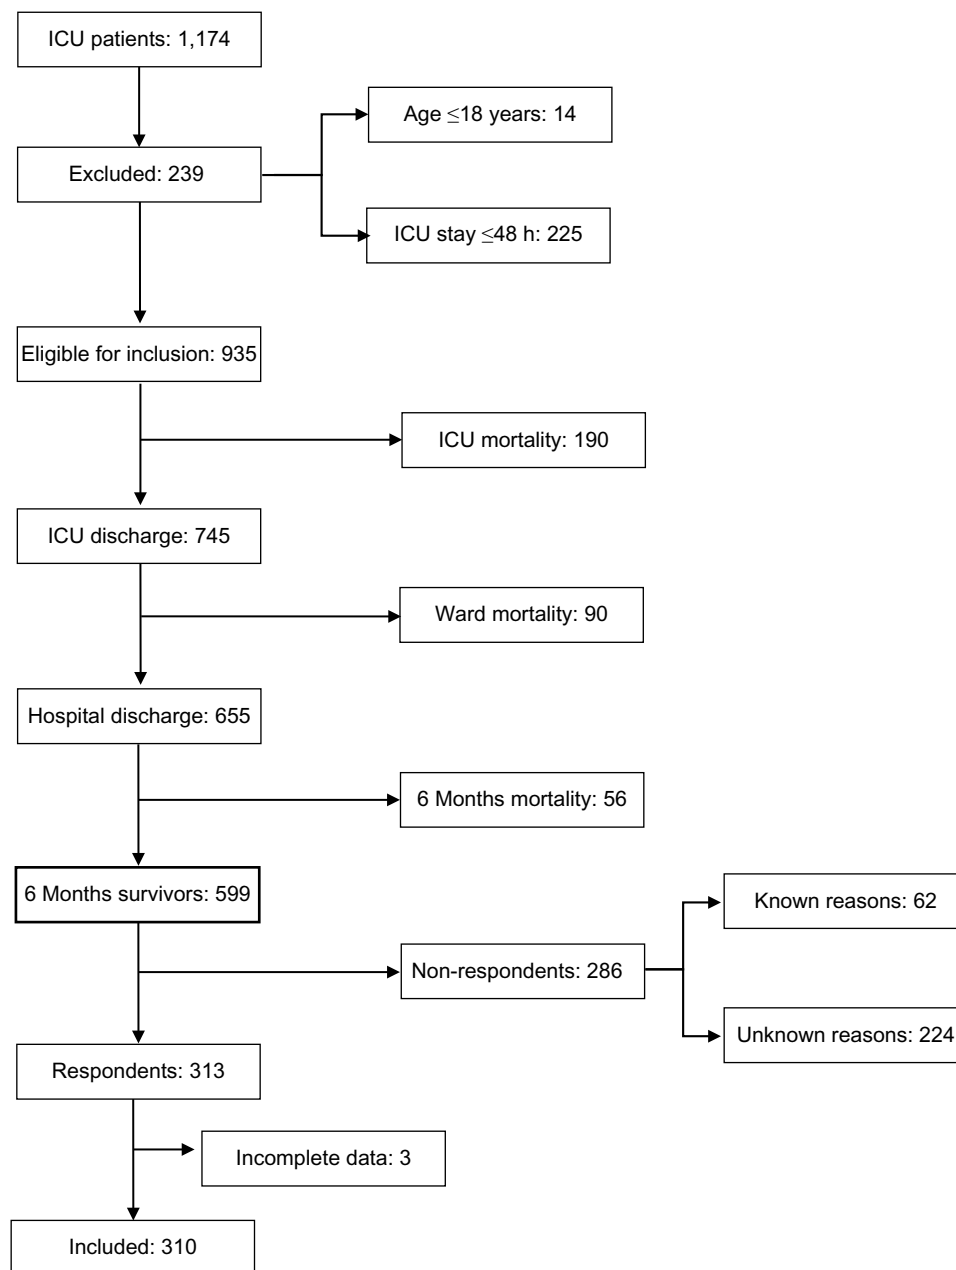 ICU patients: 1,174
Age ≤18 years: 14
Excluded: 239
ICU stay ≤48 h: 225
Eligible for inclusion: 935
ICU mortality: 190
ICU discharge: 745
Ward mortality: 90
Hospital discharge: 655
6 Months mortality: 56
6 Months survivors: 599
Known reasons: 62
Non-respondents: 286
Unknown reasons: 224
Respondents: 313
Incomplete data: 3
Included: 310